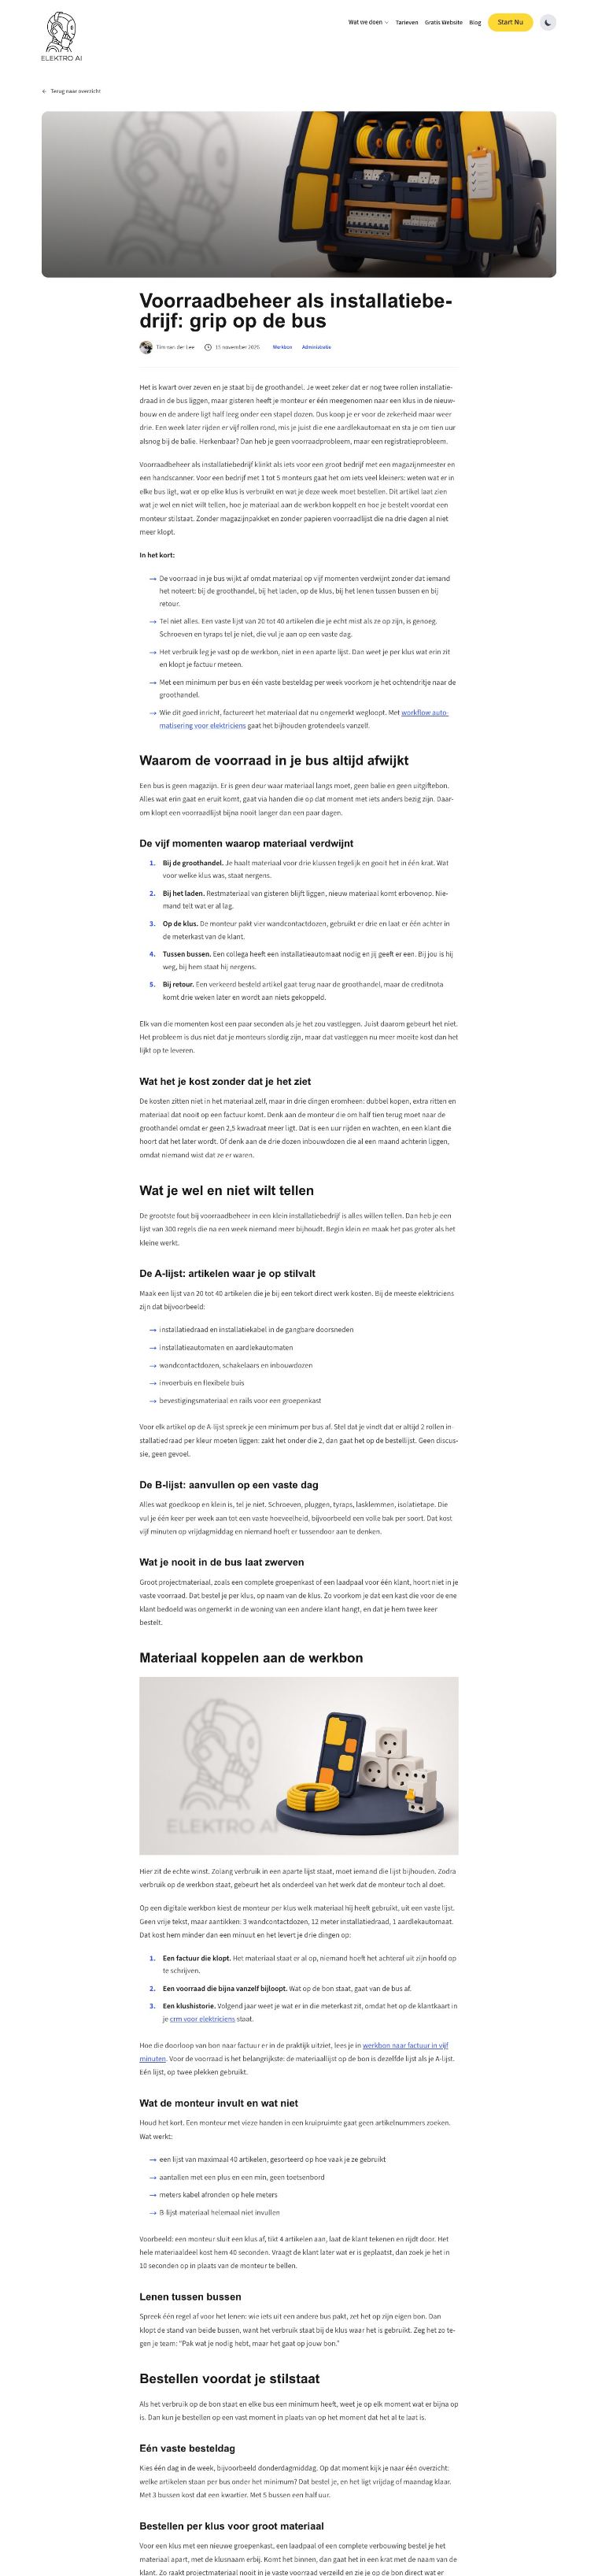 Wat we doen
Tarieven
Gratis Website
Blog
Start Nu
ELEKTRO AI
Terug naar overzicht
Voorraadbeheer als installatiebe-
drijf: grip op de bus
Tim van der Lee
15 november 2025
Werkbon
Administratie
Het is kwart over zeven en je staat bij de groothandel. Je weet zeker dat er nog twee rollen installatie-
draad in de bus liggen, maar gisteren heeft je monteur er één meegenomen naar een klus in de nieuw-
bouw en de andere ligt half leeg onder een stapel dozen. Dus koop je er voor de zekerheid maar weer
drie. Een week later rijden er vijf rollen rond, mis je juist die ene aardlekautomaat en sta je om tien uur
alsnog bij de balie. Herkenbaar? Dan heb je geen voorraadprobleem, maar een registratieprobleem.
Voorraadbeheer als installatiebedrijf klinkt als iets voor een groot bedrijf met een magazijnmeester en
een handscanner. Voor een bedrijf met 1 tot 5 monteurs gaat het om iets veel kleiners: weten wat er in
elke bus ligt, wat er op elke klus is verbruikt en wat je deze week moet bestellen. Dit artikel laat zien
wat je wel en niet wilt tellen, hoe je materiaal aan de werkbon koppelt en hoe je bestelt voordat een
monteur stilstaat. Zonder magazijnpakket en zonder papieren voorraadlijst die na drie dagen al niet
meer klopt.
In het kort:
→ De voorraad in je bus wijkt af omdat materiaal op vijf momenten verdwijnt zonder dat iemand
het noteert: bij de groothandel, bij het laden, op de klus, bij het lenen tussen bussen en bij
retour.
→ Tel niet alles. Een vaste lijst van 20 tot 40 artikelen die je echt mist als ze op zijn, is genoeg.
Schroeven en tyraps tel je niet, die vul je aan op een vaste dag.
→ Het verbruik leg je vast op de werkbon, niet in een aparte lijst. Dan weet je per klus wat erin zit
en klopt je factuur meteen.
→ Met een minimum per bus en één vaste besteldag per week voorkom je het ochtendritje naar de
groothandel.
→ Wie dit goed inricht, factureert het materiaal dat nu ongemerkt wegloopt. Met workflow auto-
matisering voor elektriciens gaat het bijhouden grotendeels vanzelf.
Waarom de voorraad in je bus altijd afwijkt
Een bus is geen magazijn. Er is geen deur waar materiaal langs moet, geen balie en geen uitgiftebon.
Alles wat erin gaat en eruit komt, gaat via handen die op dat moment met iets anders bezig zijn. Daar-
om klopt een voorraadlijst bijna nooit langer dan een paar dagen.
De vijf momenten waarop materiaal verdwijnt
1. Bij de groothandel. Je haalt materiaal voor drie klussen tegelijk en gooit het in één krat. Wat
voor welke klus was, staat nergens.
2. Bij het laden. Restmateriaal van gisteren blijft liggen, nieuw materiaal komt erbovenop. Nie-
mand telt wat er al lag.
3. Op de klus. De monteur pakt vier wandcontactdozen, gebruikt er drie en laat er één achter in
de meterkast van de klant.
4. Tussen bussen. Een collega heeft een installatieautomaat nodig en jij geeft er een. Bij jou is hij
weg, bij hem staat hij nergens.
5. Bij retour. Een verkeerd besteld artikel gaat terug naar de groothandel, maar de creditnota
komt drie weken later en wordt aan niets gekoppeld.
Elk van die momenten kost een paar seconden als je het zou vastleggen. Juist daarom gebeurt het niet.
Het probleem is dus niet dat je monteurs slordig zijn, maar dat vastleggen nu meer moeite kost dan het
lijkt op te leveren.
Wat het je kost zonder dat je het ziet
De kosten zitten niet in het materiaal zelf, maar in drie dingen eromheen: dubbel kopen, extra ritten en
materiaal dat nooit op een factuur komt. Denk aan de monteur die om half tien terug moet naar de
groothandel omdat er geen 2,5 kwadraat meer ligt. Dat is een uur rijden en wachten, en een klant die
hoort dat het later wordt. Of denk aan de drie dozen inbouwdozen die al een maand achterin liggen,
omdat niemand wist dat ze er waren.
Wat je wel en niet wilt tellen
De grootste fout bij voorraadbeheer in een klein installatiebedrijf is alles willen tellen. Dan heb je een
lijst van 300 regels die na een week niemand meer bijhoudt. Begin klein en maak het pas groter als het
kleine werkt.
De A-lijst: artikelen waar je op stilvalt
Maak een lijst van 20 tot 40 artikelen die je bij een tekort direct werk kosten. Bij de meeste elektriciens
zijn dat bijvoorbeeld:
→ installatiedraad en installatiekabel in de gangbare doorsneden
→ installatieautomaten en aardlekautomaten
→ wandcontactdozen, schakelaars en inbouwdozen
→ invoerbuis en flexibele buis
→ bevestigingsmateriaal en rails voor een groepenkast
Voor elk artikel op de A-lijst spreek je een minimum per bus af. Stel dat je vindt dat er altijd 2 rollen in-
stallatiedraad per kleur moeten liggen: zakt het onder die 2, dan gaat het op de bestellijst. Geen discus-
sie, geen gevoel.
De B-lijst: aanvullen op een vaste dag
Alles wat goedkoop en klein is, tel je niet. Schroeven, pluggen, tyraps, lasklemmen, isolatietape. Die
vul je één keer per week aan tot een vaste hoeveelheid, bijvoorbeeld een volle bak per soort. Dat kost
vijf minuten op vrijdagmiddag en niemand hoeft er tussendoor aan te denken.
Wat je nooit in de bus laat zwerven
Groot projectmateriaal, zoals een complete groepenkast of een laadpaal voor één klant, hoort niet in je
vaste voorraad. Dat bestel je per klus, op naam van de klus. Zo voorkom je dat een kast die voor de ene
klant bedoeld was ongemerkt in de woning van een andere klant hangt, en dat je hem twee keer
bestelt.
Materiaal koppelen aan de werkbon
ELEKTRO AI
Hier zit de echte winst. Zolang verbruik in een aparte lijst staat, moet iemand die lijst bijhouden. Zodra
verbruik op de werkbon staat, gebeurt het als onderdeel van het werk dat de monteur toch al doet.
Op een digitale werkbon kiest de monteur per klus welk materiaal hij heeft gebruikt, uit een vaste lijst.
Geen vrije tekst, maar aantikken: 3 wandcontactdozen, 12 meter installatiedraad, 1 aardlekautomaat.
Dat kost hem minder dan een minuut en het levert je drie dingen op:
1. Een factuur die klopt. Het materiaal staat er al op, niemand hoeft het achteraf uit zijn hoofd op
te schrijven.
2. Een voorraad die bijna vanzelf bijloopt. Wat op de bon staat, gaat van de bus af.
3. Een klushistorie. Volgend jaar weet je wat er in die meterkast zit, omdat het op de klantkaart in
je crm voor elektriciens staat.
Hoe die doorloop van bon naar factuur er in de praktijk uitziet, lees je in werkbon naar factuur in vijf
minuten. Voor de voorraad is het belangrijkste: de materiaallijst op de bon is dezelfde lijst als je A-lijst.
Eén lijst, op twee plekken gebruikt.
Wat de monteur invult en wat niet
Houd het kort. Een monteur met vieze handen in een kruipruimte gaat geen artikelnummers zoeken.
Wat werkt:
→ een lijst van maximaal 40 artikelen, gesorteerd op hoe vaak je ze gebruikt
→ aantallen met een plus en een min, geen toetsenbord
→ meters kabel afronden op hele meters
→ B-lijst materiaal helemaal niet invullen
Voorbeeld: een monteur sluit een klus af, tikt 4 artikelen aan, laat de klant tekenen en rijdt door. Het
hele materiaaldeel kost hem 40 seconden. Vraagt de klant later wat er is geplaatst, dan zoek je het in
10 seconden op in plaats van de monteur te bellen.
Lenen tussen bussen
Spreek één regel af voor het lenen: wie iets uit een andere bus pakt, zet het op zijn eigen bon. Dan
klopt de stand van beide bussen, want het verbruik staat bij de klus waar het is gebruikt. Zeg het zo te-
gen je team: "Pak wat je nodig hebt, maar het gaat op jouw bon."
Bestellen voordat je stilstaat
Als het verbruik op de bon staat en elke bus een minimum heeft, weet je op elk moment wat er bijna op
is. Dan kun je bestellen op een vast moment in plaats van op het moment dat het al te laat is.
Eén vaste besteldag
Kies één dag in de week, bijvoorbeeld donderdagmiddag. Op dat moment kijk je naar één overzicht:
welke artikelen staan per bus onder het minimum? Dat bestel je, en het ligt vrijdag of maandag klaar.
Met 3 bussen kost dat een kwartier. Met 5 bussen een half uur.
Bestellen per klus voor groot materiaal
Voor een klus met een nieuwe groepenkast, een laadpaal of een complete verbouwing bestel je het
materiaal apart, met de klusnaam erbij. Komt het binnen, dan gaat het in een krat met de naam van de
klant. Zo raakt projectmateriaal nooit in je vaste voorraad verzeild en zie je op de bon direct wat er